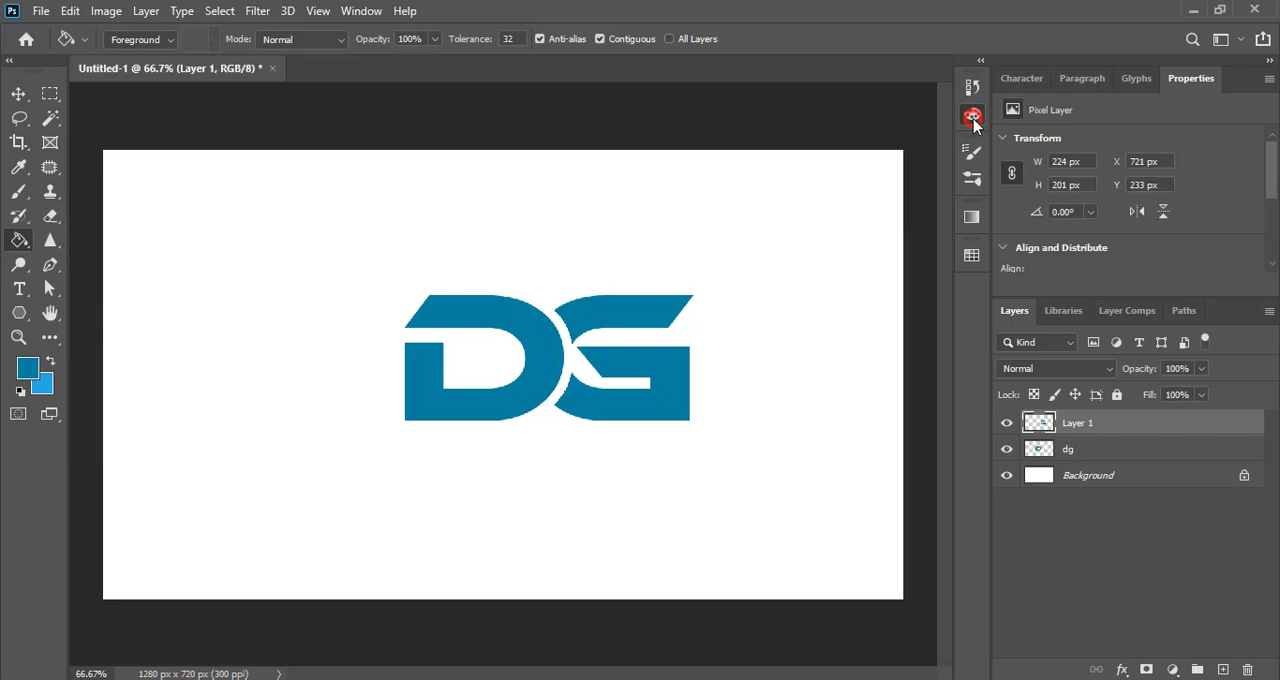 Ps File Edit Image Layer Type Select Filter 3D View Window Help
Foreground Mode: Normal Opacity: 100% Tolerance: 32 Anti-alias Contiguous All Layers
Untitled-1 @ 66.7% (Layer 1, RGB/8) * ×
Character Paragraph Glyphs Properties
Pixel Layer
Transform
W 224 px X 721 px
H 201 px Y 233 px
0.00°
Align and Distribute
Align:
DG
Layers Libraries Layer Comps Paths
Kind
Normal Opacity: 100%
Lock: Fill: 100%
Layer 1
dg
Background
66.67% 1280 px x 720 px (300 ppi)